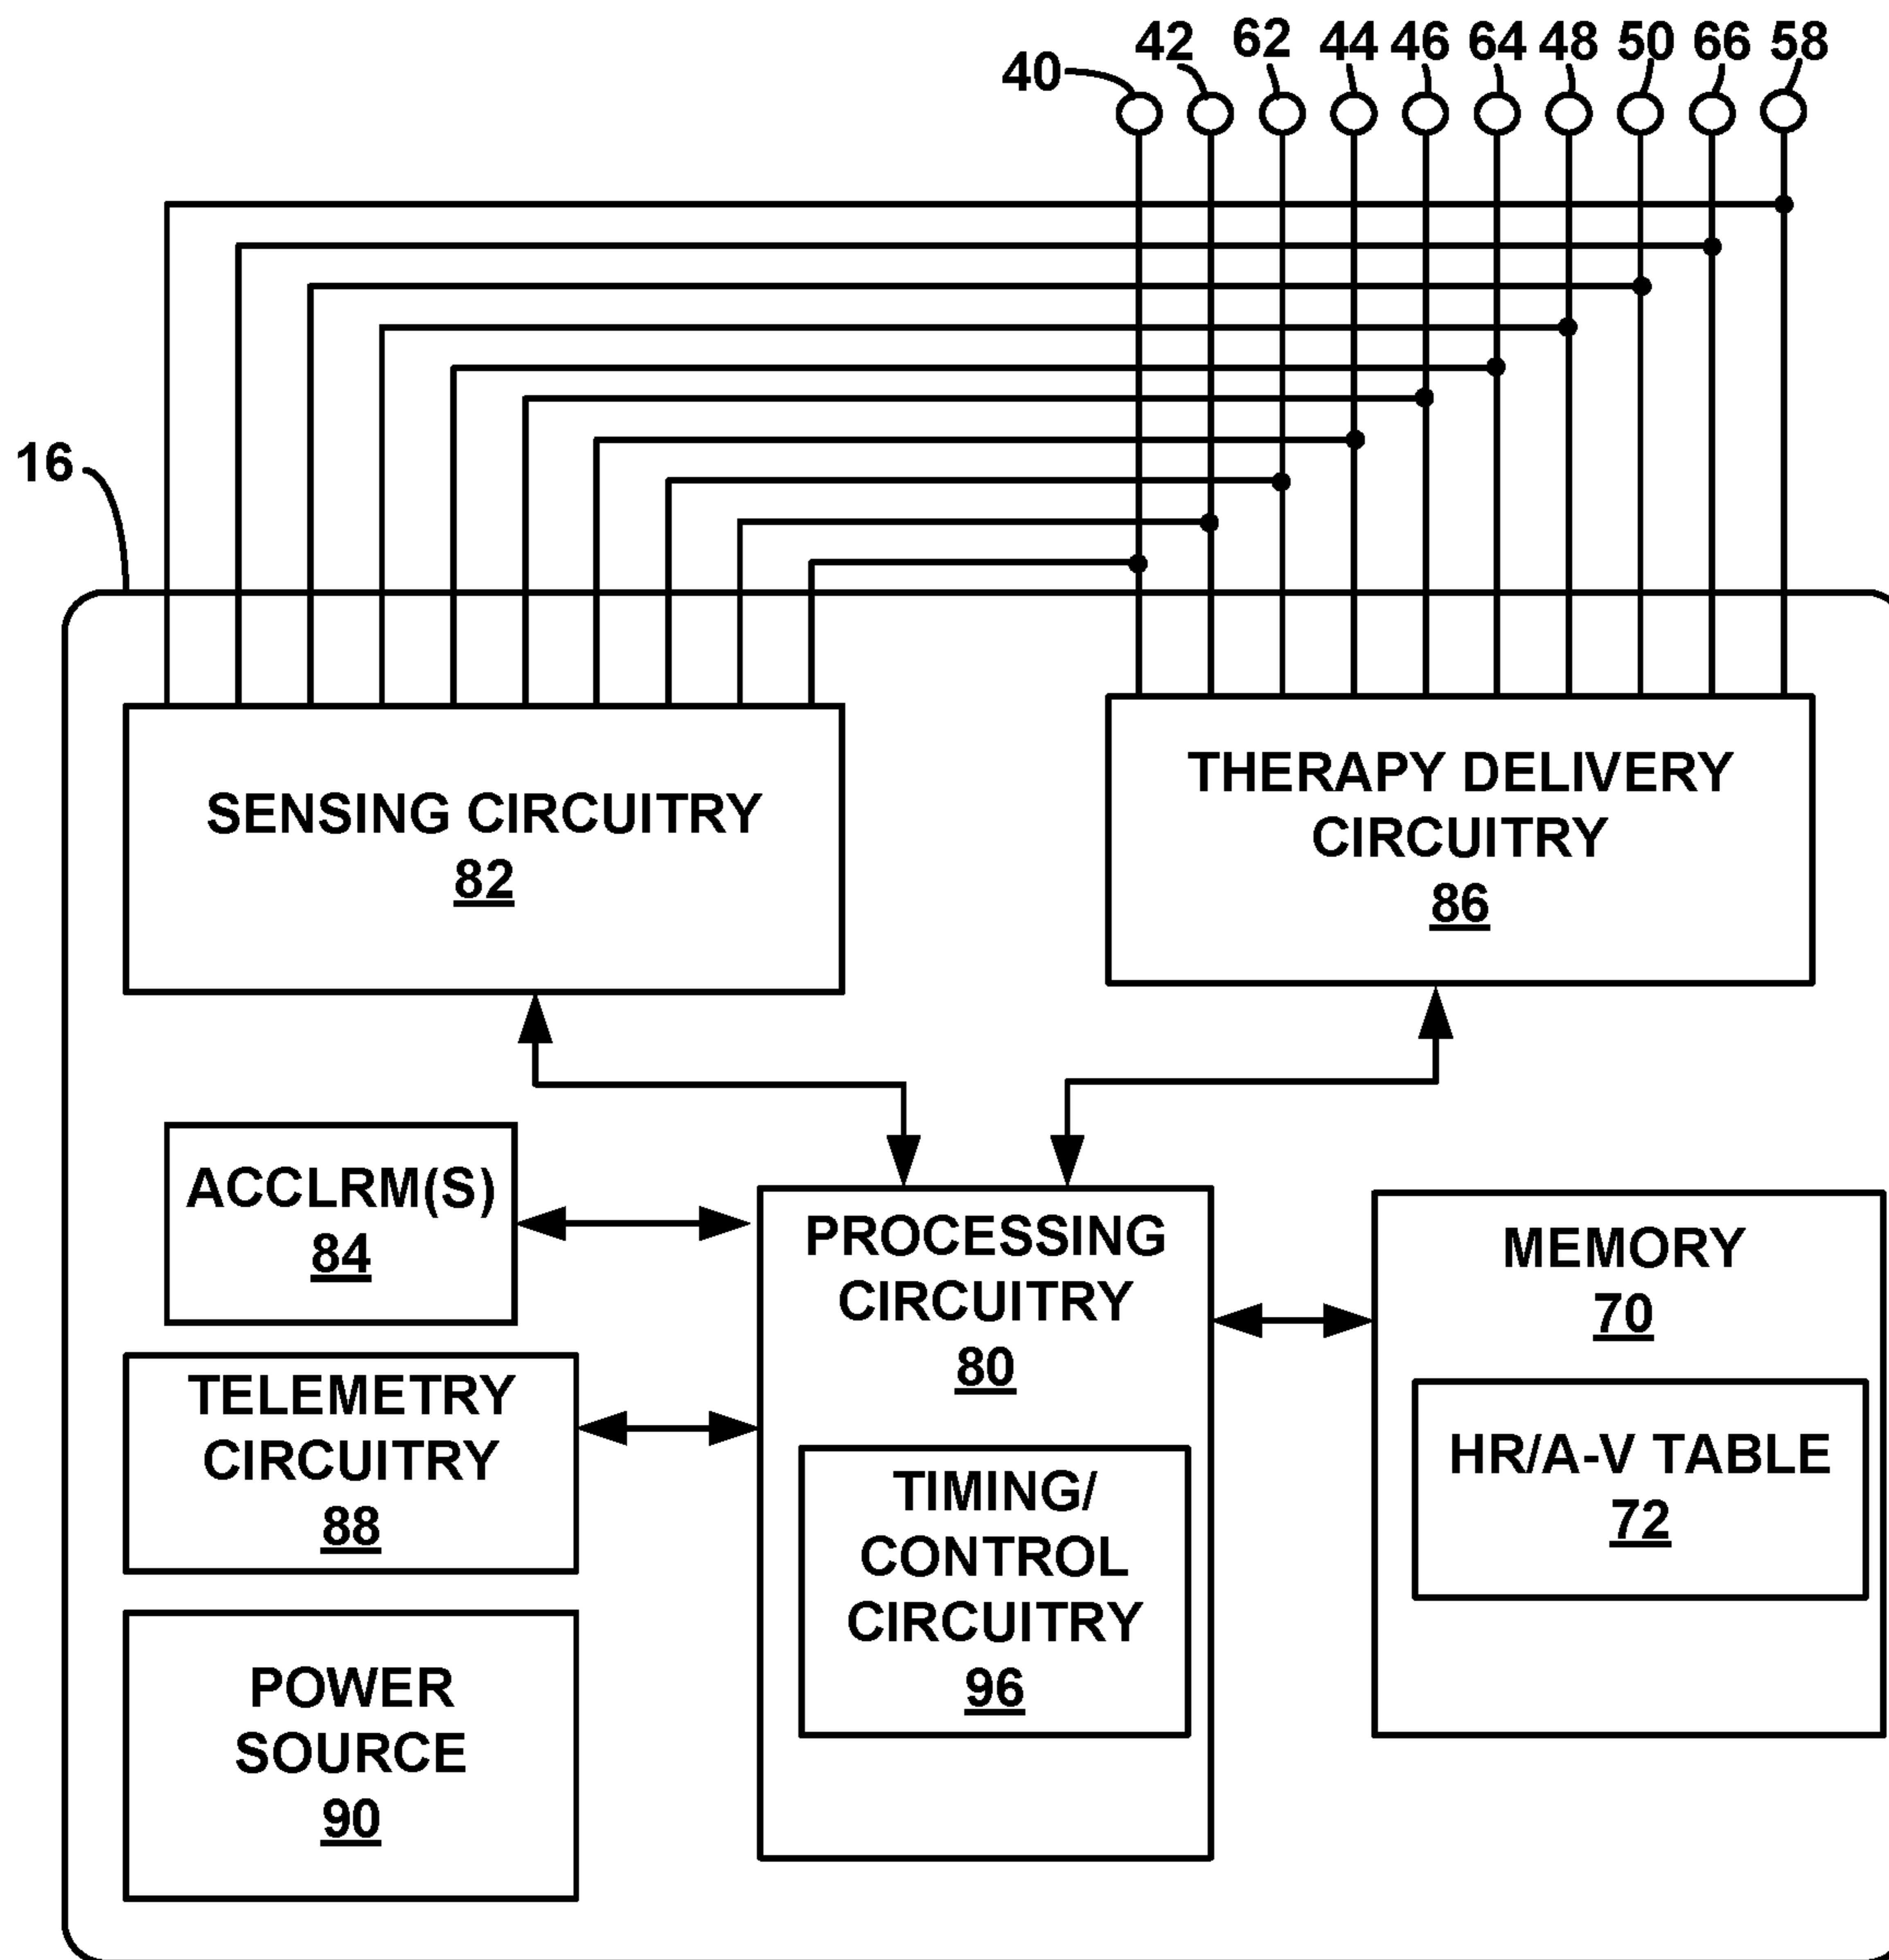 40 42 62 44 46 64 48 50 66 58
16
SENSING CIRCUITRY
82
THERAPY DELIVERY
CIRCUITRY
86
ACCLRM(S)
84
PROCESSING
CIRCUITRY
80
MEMORY
70
TELEMETRY
CIRCUITRY
88
TIMING/
CONTROL
CIRCUITRY
96
HR/A-V TABLE
72
POWER
SOURCE
90